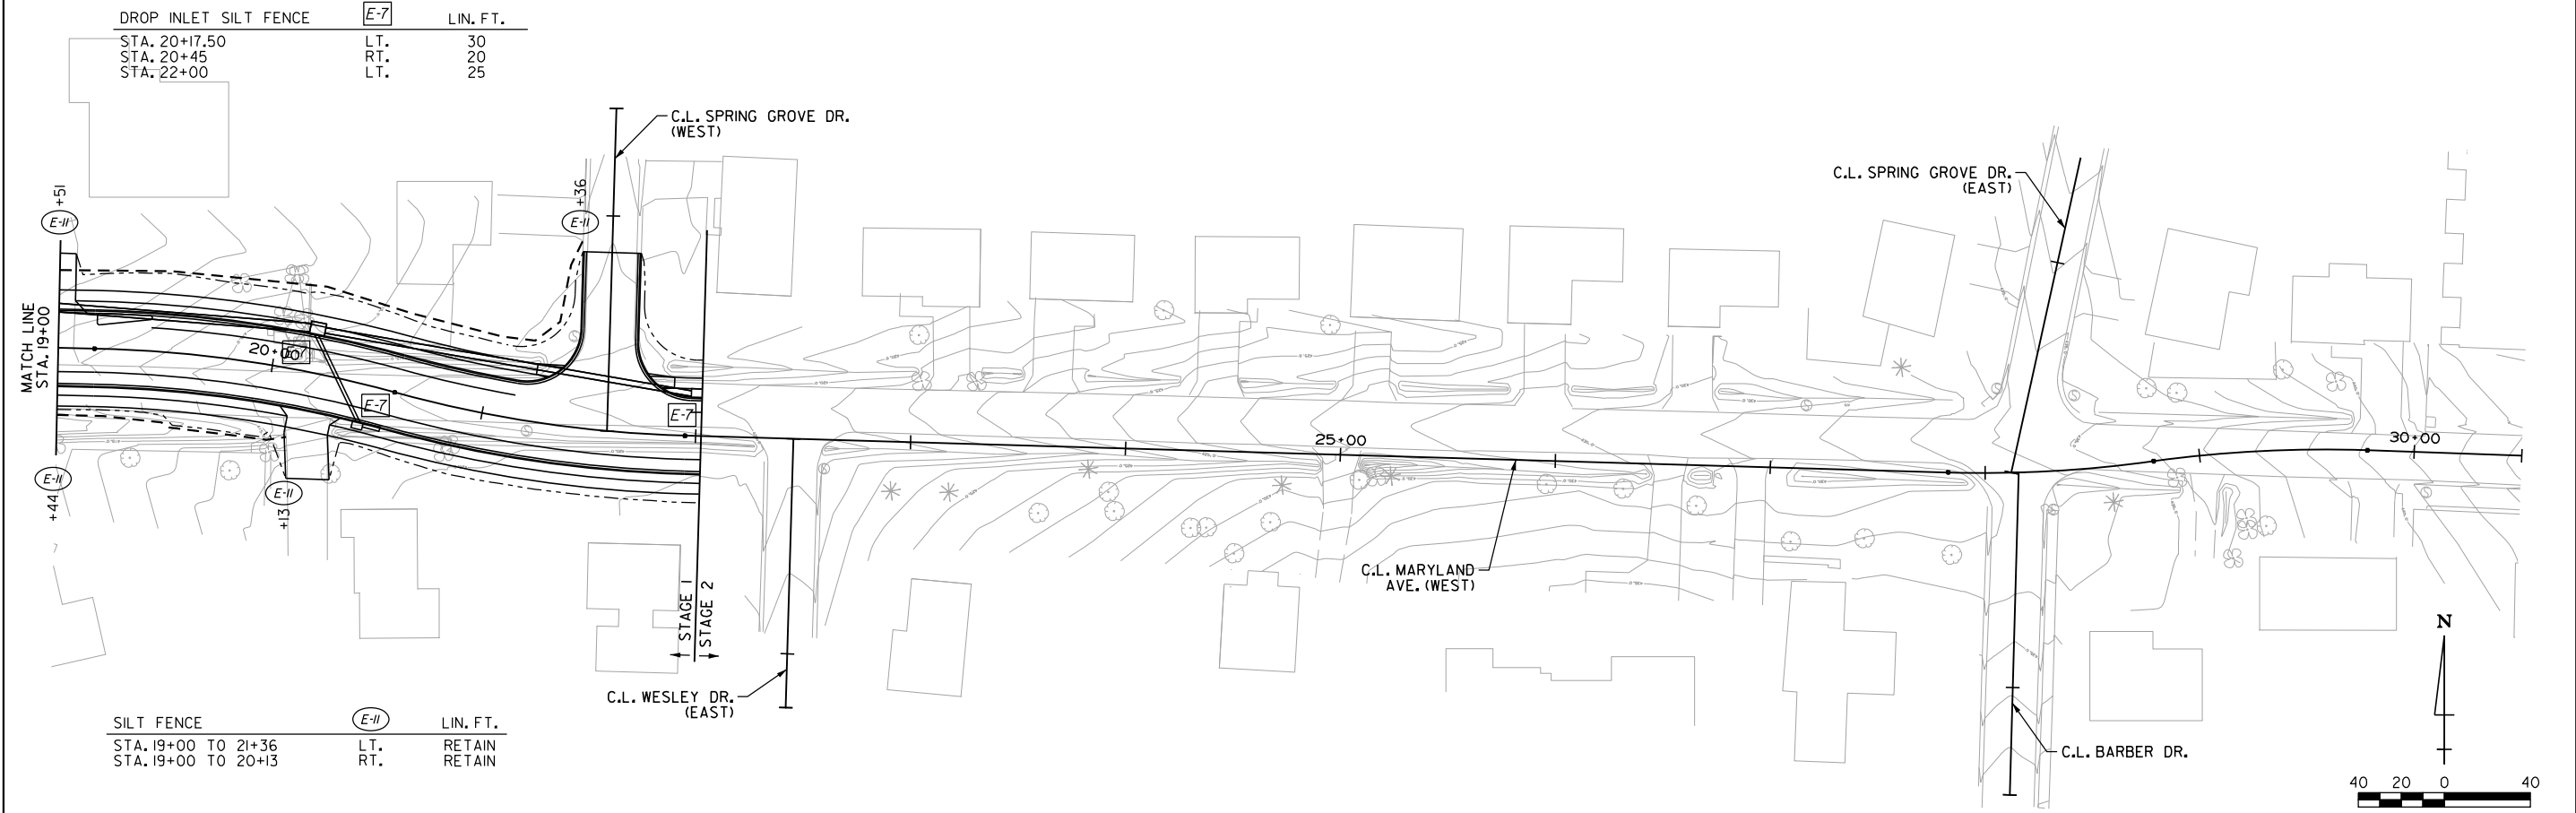 DROP INLET SILT FENCE E-7 LIN. FT.
STA. 20+17.50 LT. 30
STA. 20+45 RT. 20
STA. 22+00 LT. 25
C.L. SPRING GROVE DR.
(WEST)
C.L. SPRING GROVE DR.
(EAST)
+51
E-11
+36
E-11
MATCH LINE
STA. 19+00
20+00
E-7
E-7
E-7
25+00
30+00
E-11
+44
E-11
+13
C.L. MARYLAND
AVE. (WEST)
STAGE 1
STAGE 2
N
C.L. WESLEY DR.
(EAST)
C.L. BARBER DR.
SILT FENCE E-11 LIN. FT.
STA. 19+00 TO 21+36 LT. RETAIN
STA. 19+00 TO 20+13 RT. RETAIN
40 20 0 40